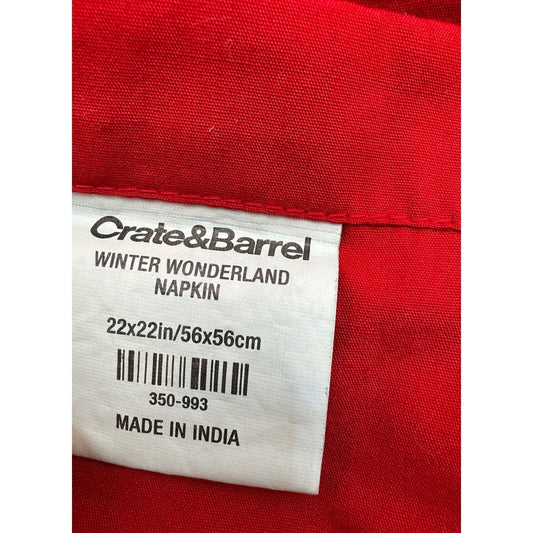 Crate&Barrel
WINTER WONDERLAND
NAPKIN
22x22in/56x56cm
350-993
MADE IN INDIA